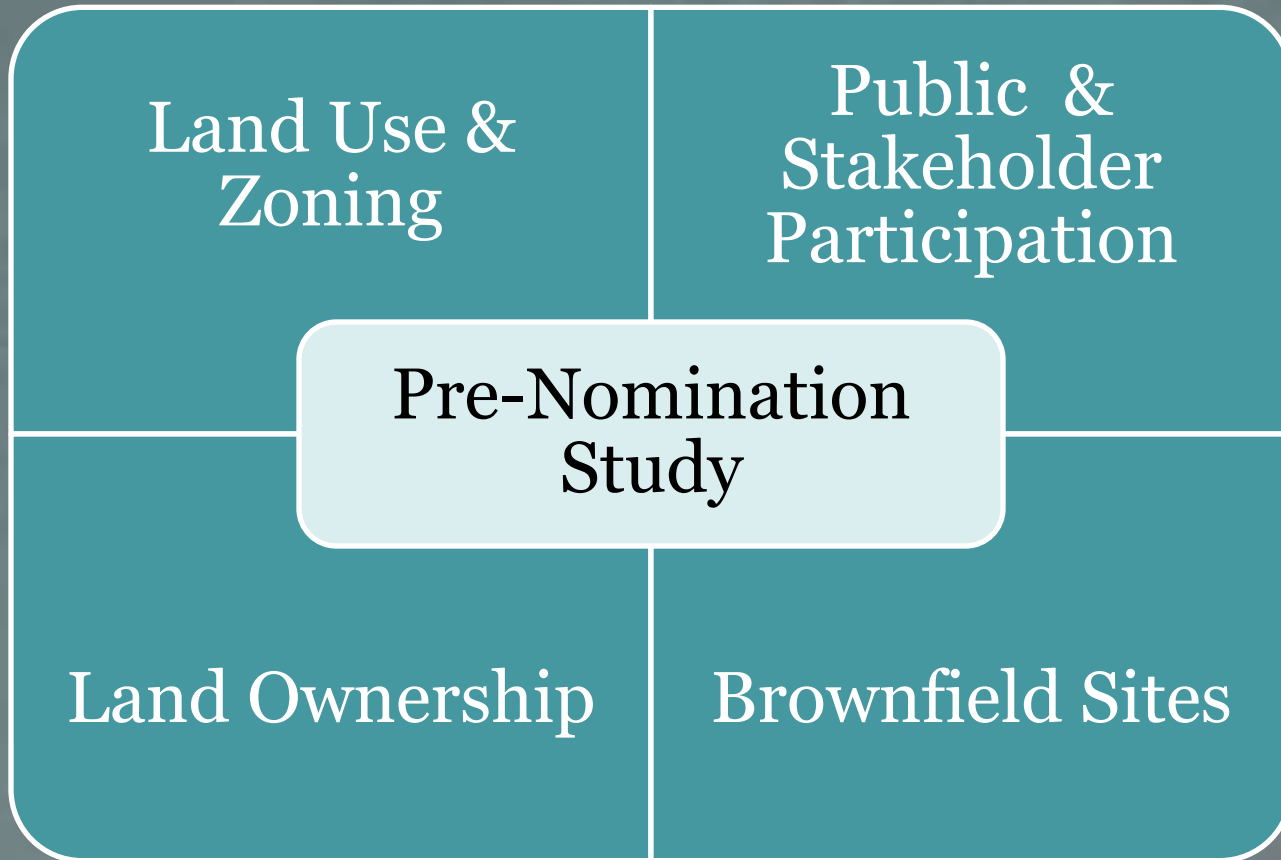 Land Use &
Zoning
Public & 
Stakeholder
Participation
Pre-Nomination
Study
Land Ownership
Brownfield Sites